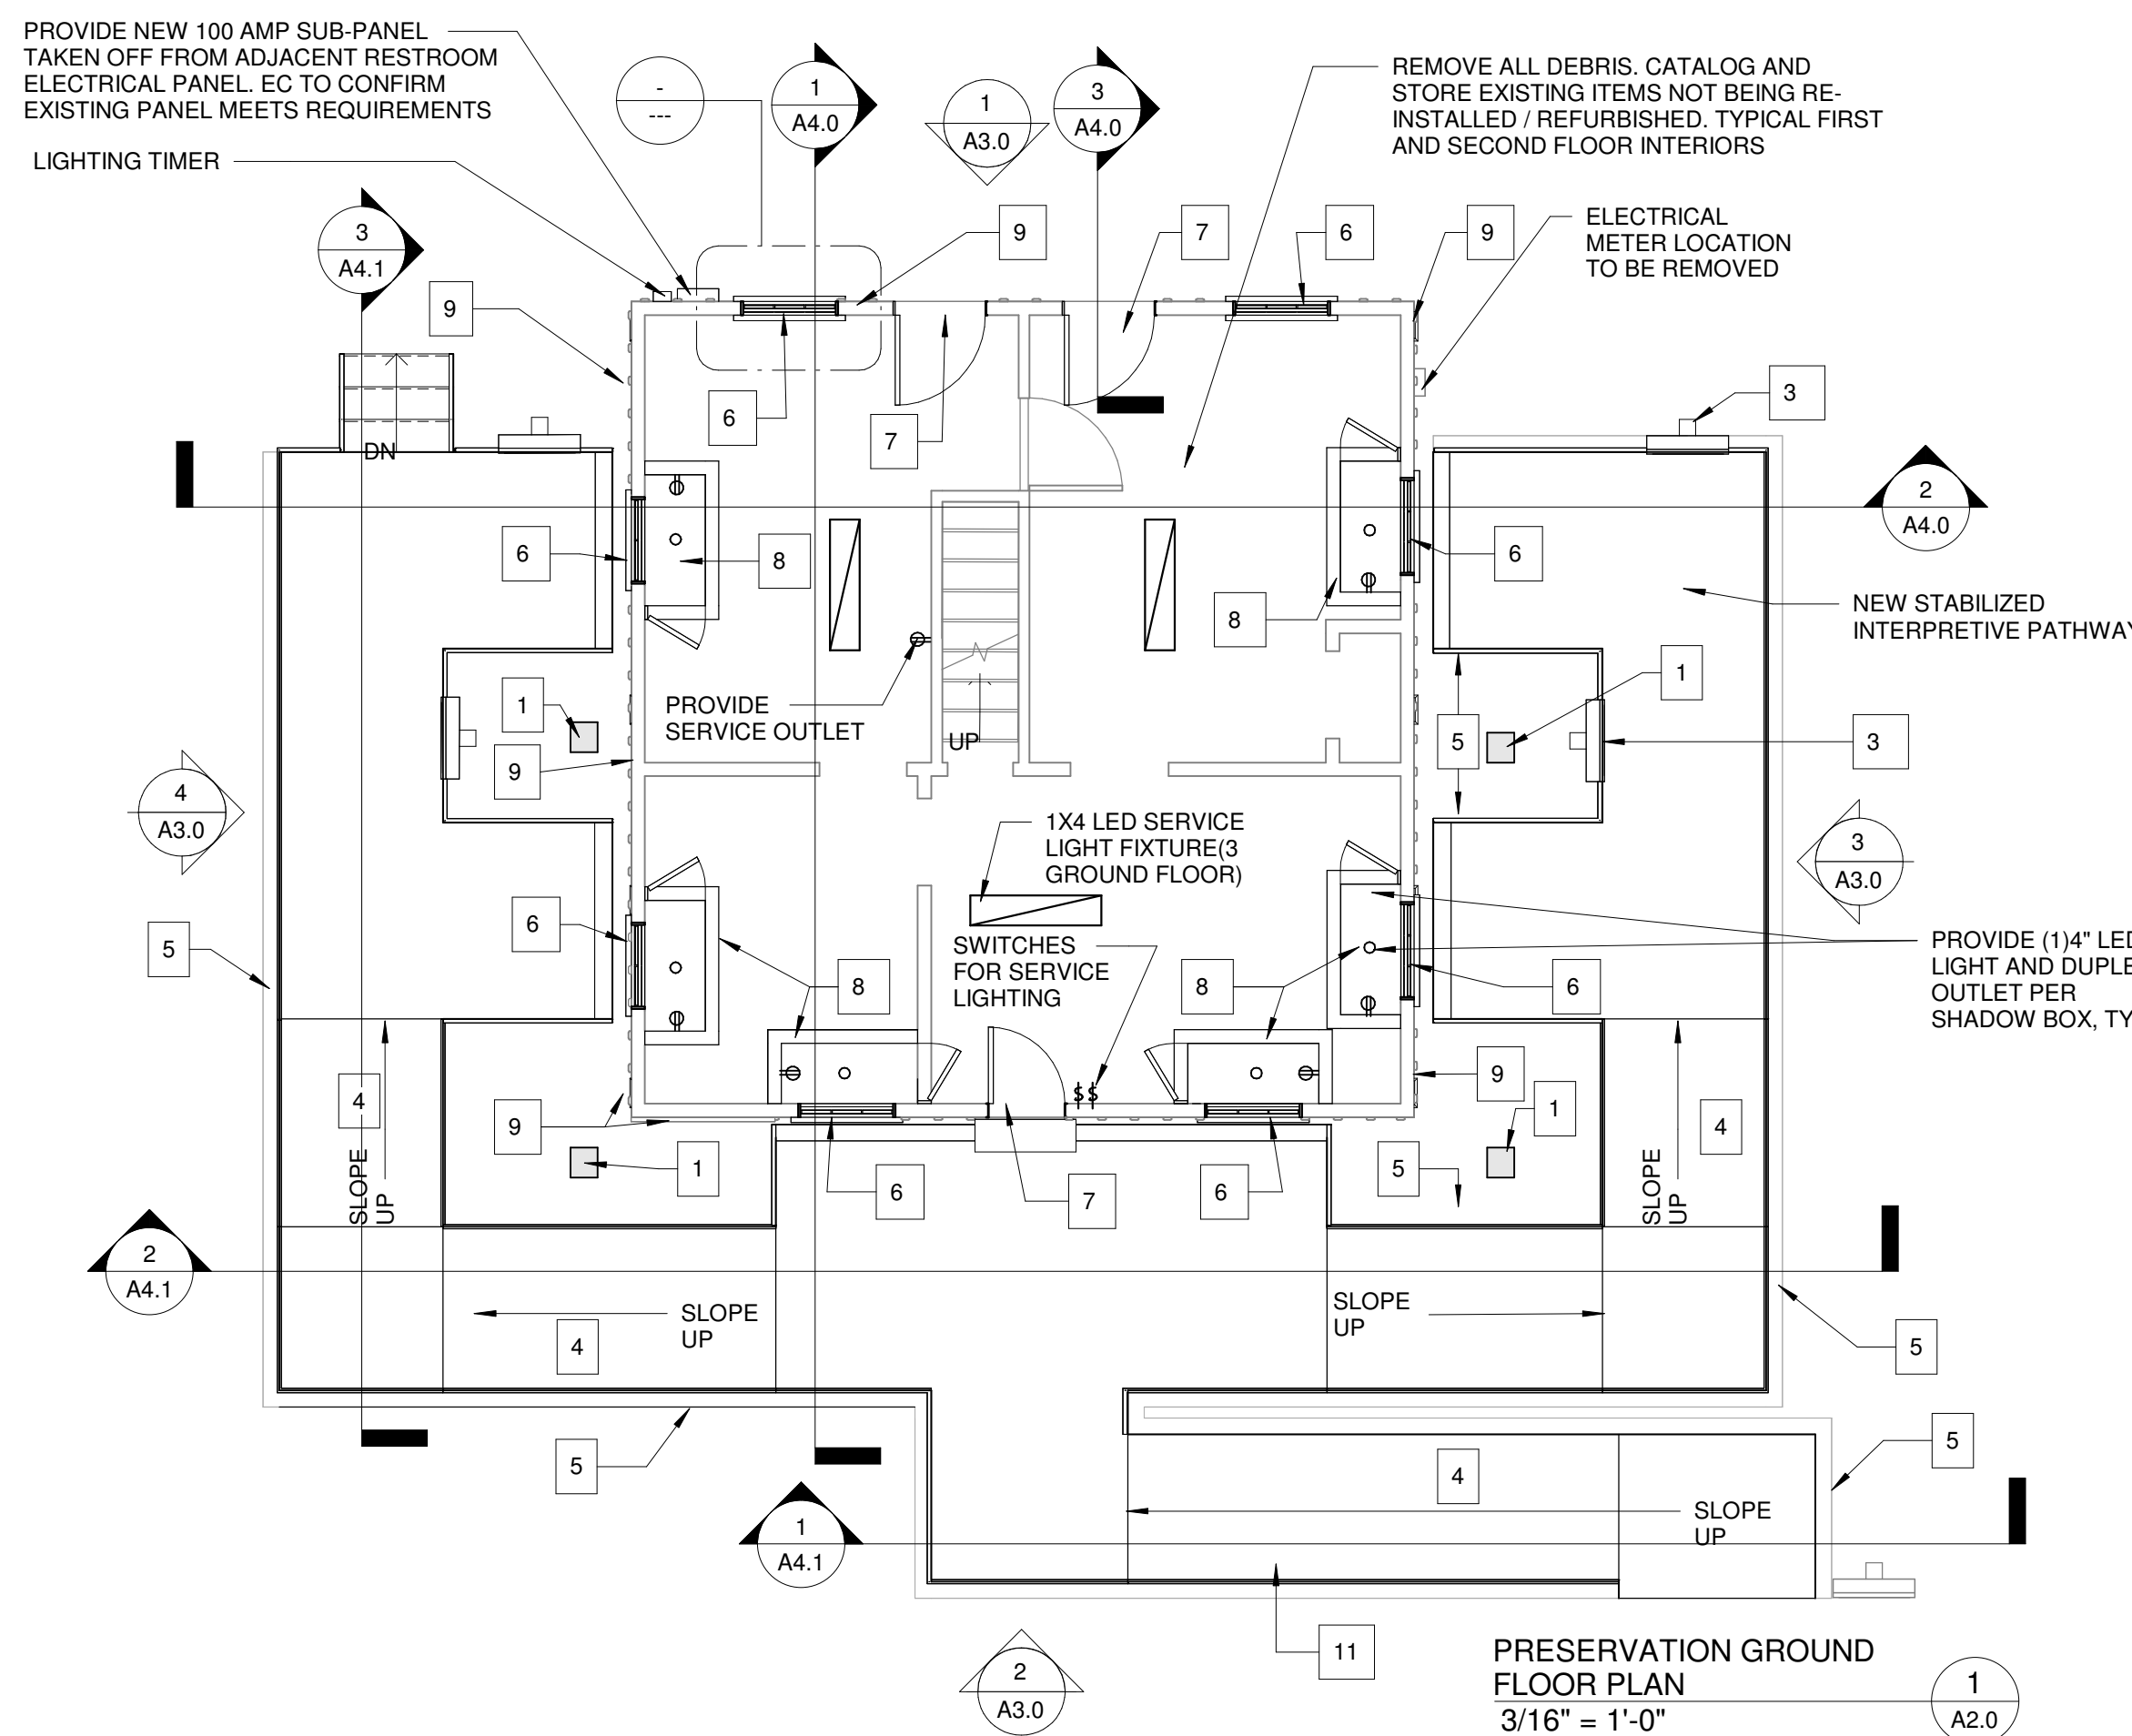 PROVIDE NEW 100 AMP SUB-PANEL
TAKEN OFF FROM ADJACENT RESTROOM
ELECTRICAL PANEL. EC TO CONFIRM
EXISTING PANEL MEETS REQUIREMENTS
LIGHTING TIMER
-
---
1
A4.0
1
A3.0
3
A4.0
REMOVE ALL DEBRIS. CATALOG AND
STORE EXISTING ITEMS NOT BEING RE-
INSTALLED / REFURBISHED. TYPICAL FIRST
AND SECOND FLOOR INTERIORS
3
A4.1
9
9
7
6
9
ELECTRICAL
METER LOCATION
TO BE REMOVED
6
7
3
DN
2
A4.0
6
8
8
6
NEW STABILIZED
INTERPRETIVE PATHWAY
1
9
PROVIDE
SERVICE OUTLET
UP
5
1
3
4
A3.0
1X4 LED SERVICE
LIGHT FIXTURE(3
GROUND FLOOR)
3
A3.0
5
6
8
SWITCHES
FOR SERVICE
LIGHTING
8
6
PROVIDE (1)4" LED
LIGHT AND
OUTLET PER
SHADOW BOX,
$$
4
9
1
6
7
6
5
9
1
4
SLOPE
UP
SLOPE
UP
2
A4.1
SLOPE
UP
4
SLOPE
UP
5
5
4
5
SLOPE
UP
1
A4.1
11
2
A3.0
PRESERVATION GROUND
FLOOR PLAN
3/16" = 1'-0"
1
A2.0